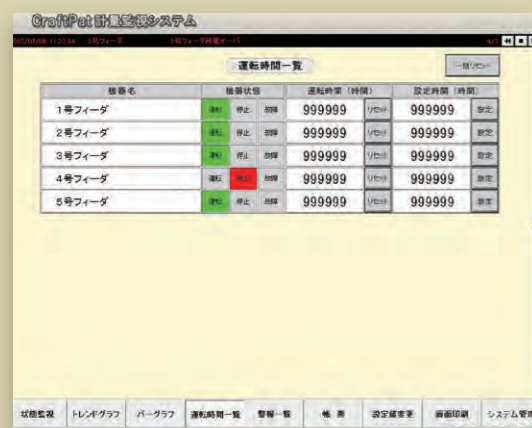 CraftPat 計量監視システム
4/7
運転時間一覧
一括リセット
機器名 機器状態 運転時間（時間） 設定時間（時間）
1号フィーダ 運転 停止 故障 999999 リセット 999999 設定
2号フィーダ 運転 停止 故障 999999 リセット 999999 設定
3号フィーダ 運転 停止 故障 999999 リセット 999999 設定
4号フィーダ 運転 停止 故障 999999 リセット 999999 設定
5号フィーダ 運転 停止 故障 999999 リセット 999999 設定
状態監視 トレンドグラフ バーグラフ 運転時間一覧 警報一覧 帳票 設定値変更 画面印刷 システム管理